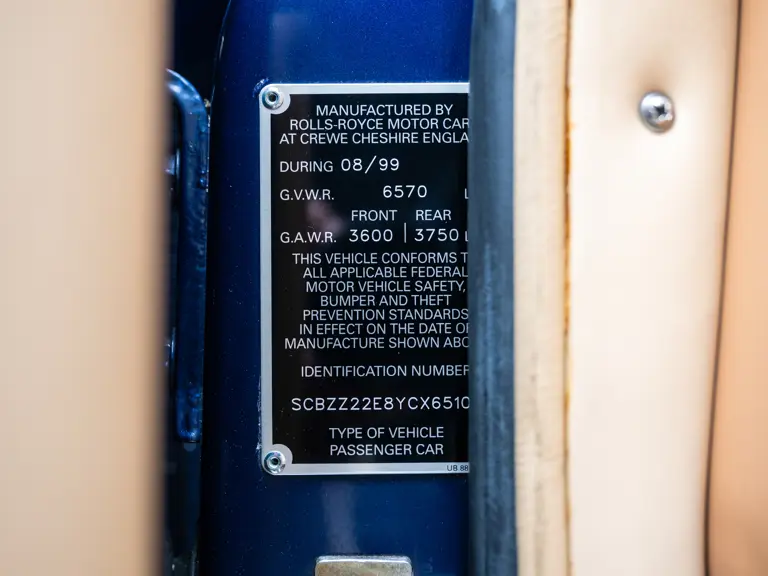 MANUFACTURED BY
ROLLS-ROYCE MOTOR CAR
AT CREWE CHESHIRE ENGLA
DURING 08/99
G.V.W.R. 6570 L
FRONT REAR
G.A.W.R. 3600 | 3750 L
THIS VEHICLE CONFORMS T
ALL APPLICABLE FEDERAL
MOTOR VEHICLE SAFETY,
BUMPER AND THEFT
PREVENTION STANDARDS
IN EFFECT ON THE DATE OF
MANUFACTURE SHOWN ABO
IDENTIFICATION NUMBER
SCBZZ22E8YCX6510
TYPE OF VEHICLE
PASSENGER CAR
UB 88